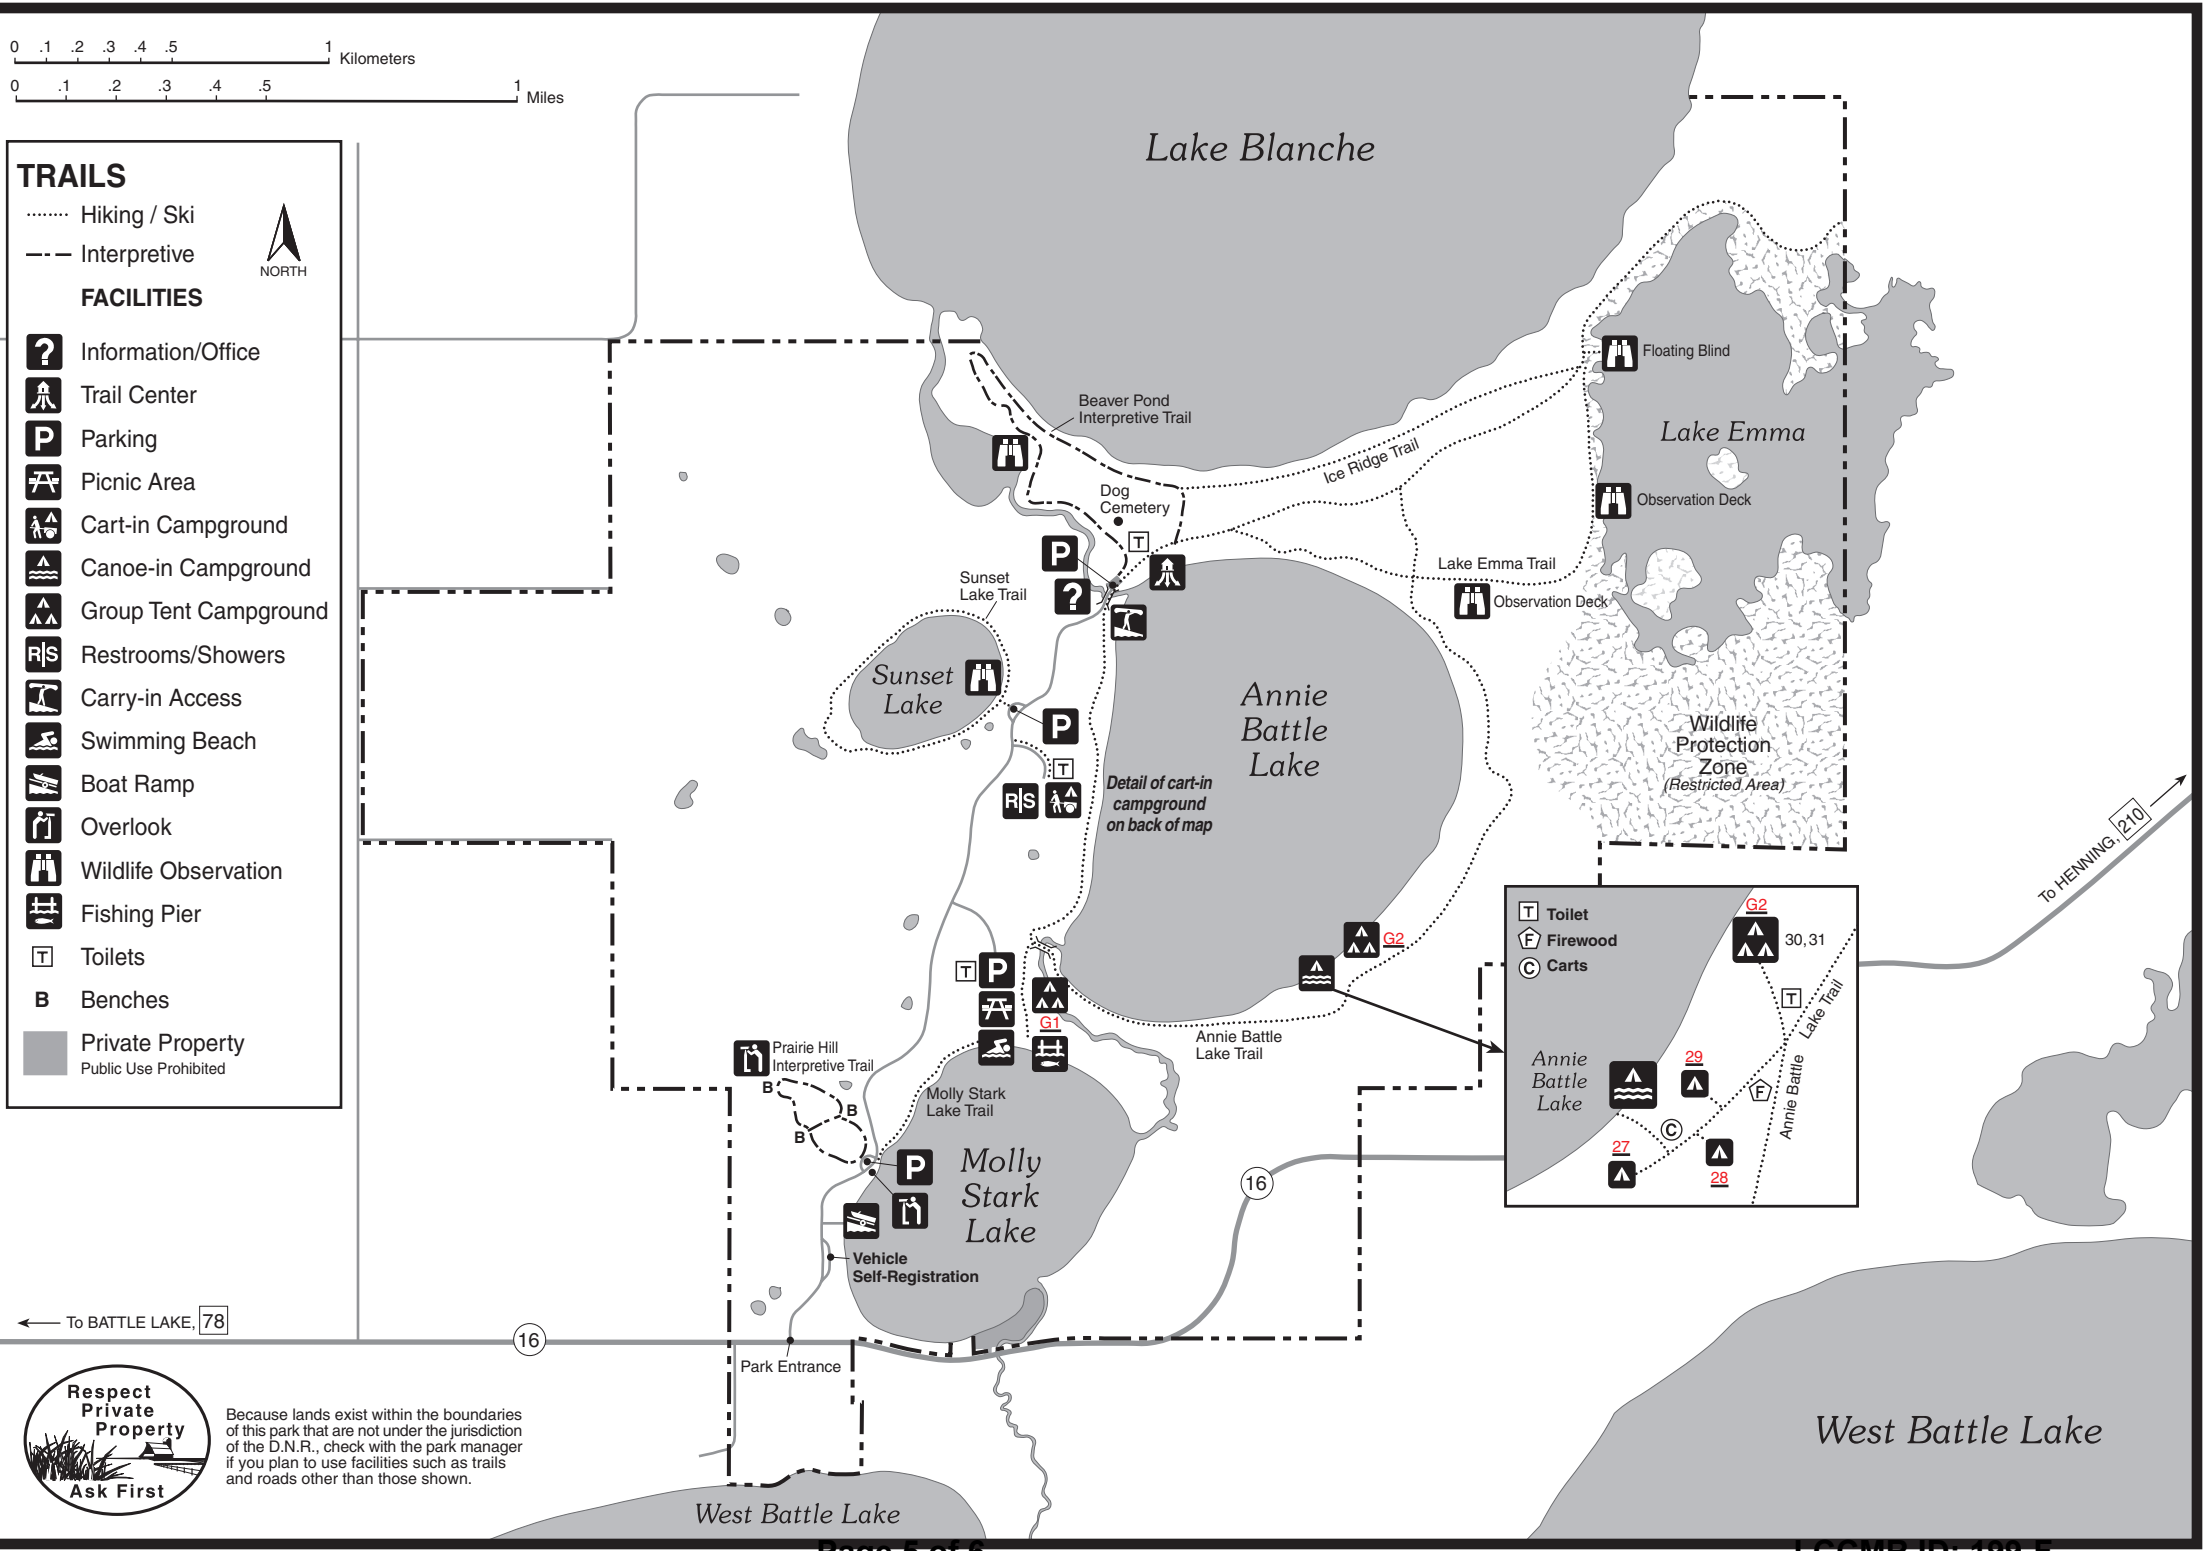 0 .1 .2 .3 .4 .5 1
Kilometers
0 .1 .2 .3 .4 .5 1
Miles
TRAILS
Hiking / Ski
Interpretive
NORTH
FACILITIES
? Information/Office
Trail Center
P Parking
Picnic Area
Cart-in Campground
Canoe-in Campground
Group Tent Campground
R|S Restrooms/Showers
Carry-in Access
Swimming Beach
Boat Ramp
Overlook
Wildlife Observation
Fishing Pier
T Toilets
B Benches
Private Property
Public Use Prohibited
Lake Blanche
Beaver Pond
Interpretive Trail
Dog
Cemetery
T
P
?
Ice Ridge Trail
Floating Blind
Lake Emma
Observation Deck
Lake Emma Trail
Observation Deck
Sunset
Lake Trail
Sunset
Lake
P
T
R|S
Annie
Battle
Lake
Detail of cart-in
campground
on back of map
Wildlife
Protection
Zone
(Restricted Area)
To HENNING, 210
G2
T
P
G1
Annie Battle
Lake Trail
Prairie Hill
Interpretive Trail
B
B
B
Molly Stark
Lake Trail
P
Molly
Stark
Lake
Vehicle
Self-Registration
16
T Toilet
F Firewood
C Carts
G2
30,31
T
Annie Battle Lake Trail
Annie
Battle
Lake
29
F
C
27
28
To BATTLE LAKE, 78
16
Park Entrance
Respect
Private
Property
Ask First
Because lands exist within the boundaries
of this park that are not under the jurisdiction
of the D.N.R., check with the park manager
if you plan to use facilities such as trails
and roads other than those shown.
West Battle Lake
West Battle Lake
Page 5 of 6
LCCMR ID: 199-F